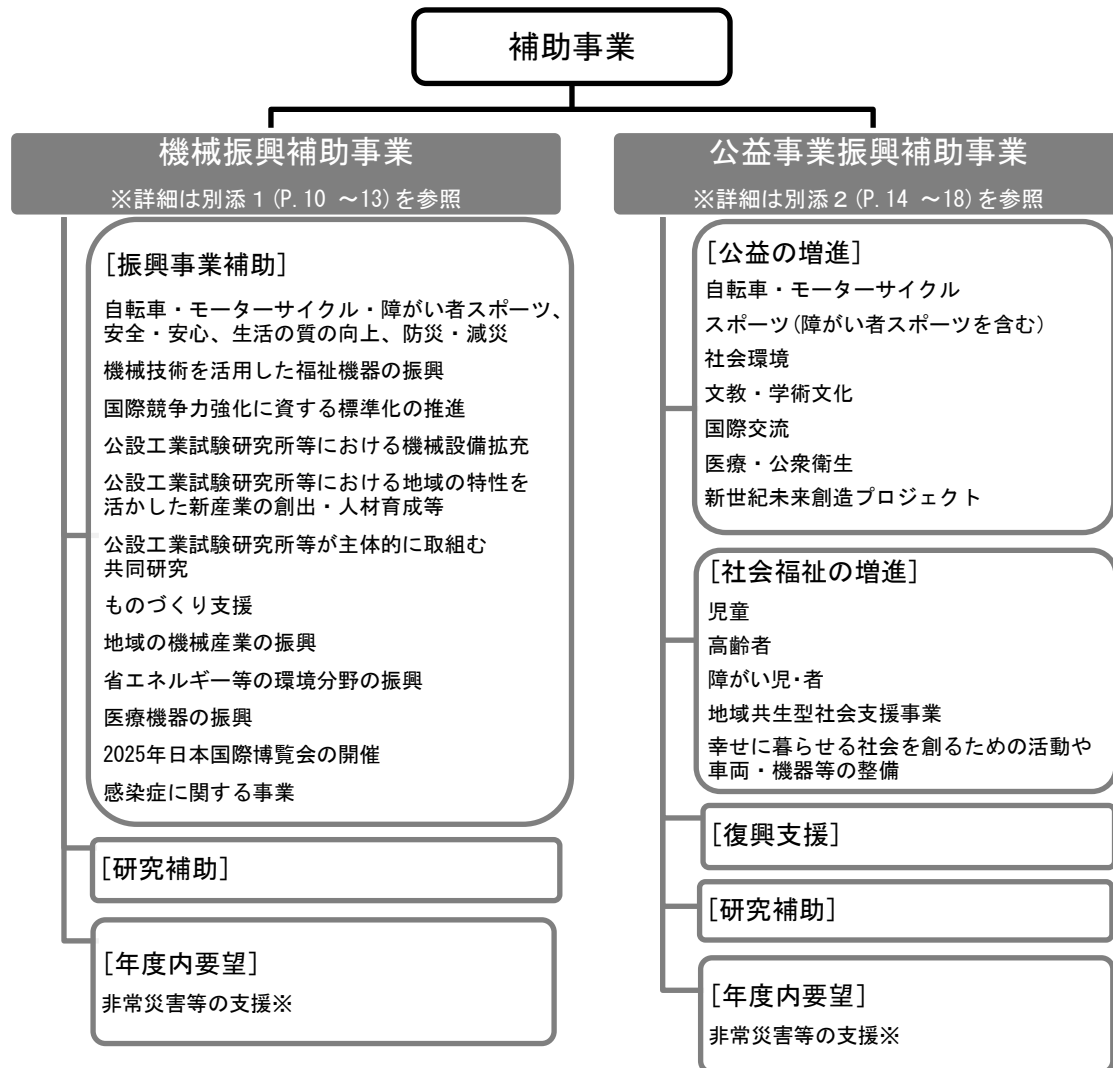 補助事業
機械振興補助事業
※詳細は別添１(P.10 ～13)を参照
[振興事業補助]
自転車・モーターサイクル・障がい者スポーツ、
安全・安心、生活の質の向上、防災・減災
機械技術を活用した福祉機器の振興
国際競争力強化に資する標準化の推進
公設工業試験研究所等における機械設備拡充
公設工業試験研究所等における地域の特性を
活かした新産業の創出・人材育成等
公設工業試験研究所等が主体的に取組む
共同研究
ものづくり支援
地域の機械産業の振興
省エネルギー等の環境分野の振興
医療機器の振興
2025年日本国際博覧会の開催
感染症に関する事業
[研究補助]
[年度内要望]
非常災害等の支援※
公益事業振興補助事業
※詳細は別添２(P.14 ～18)を参照
[公益の増進]
自転車・モーターサイクル
スポーツ(障がい者スポーツを含む)
社会環境
文教・学術文化
国際交流
医療・公衆衛生
新世紀未来創造プロジェクト
[社会福祉の増進]
児童
高齢者
障がい児・者
地域共生型社会支援事業
幸せに暮らせる社会を創るための活動や
車両・機器等の整備
[復興支援]
[研究補助]
[年度内要望]
非常災害等の支援※